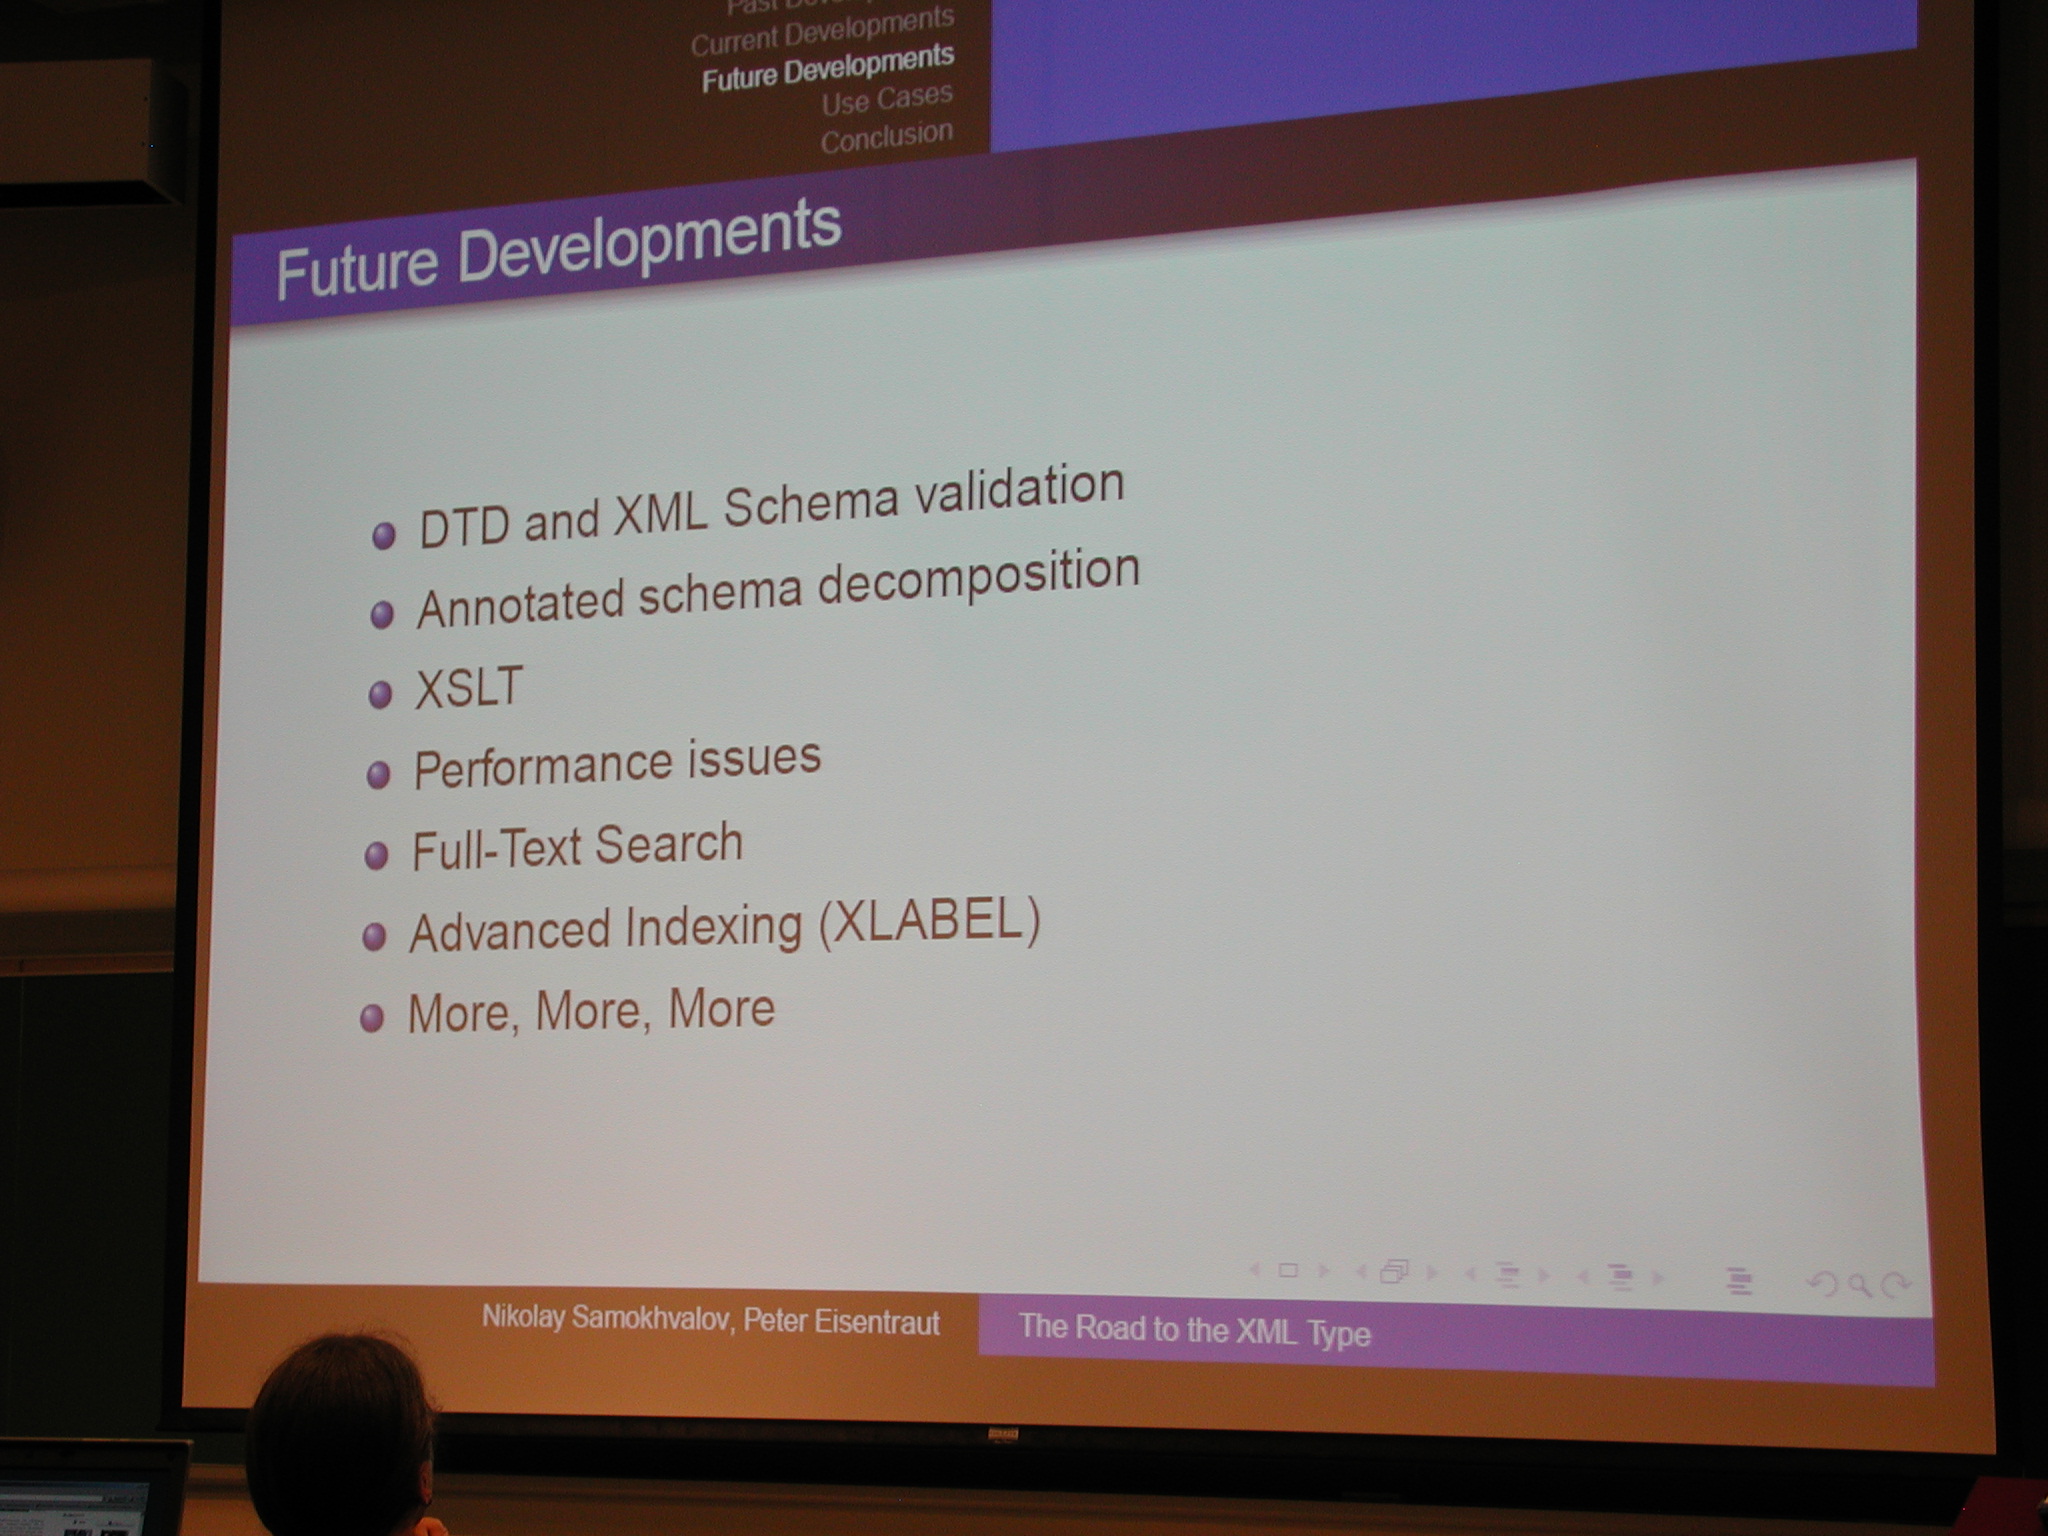 Past
Current Developments
Future Developments
Use Cases
Conclusion
Future Developments
DTD and XML Schema validation
Annotated schema decomposition
XSLT
Performance issues
Full-Text Search
Advanced Indexing (XLABEL)
More, More, More
Nikolay Samokhvalov, Peter Eisentraut
The Road to the XML Type